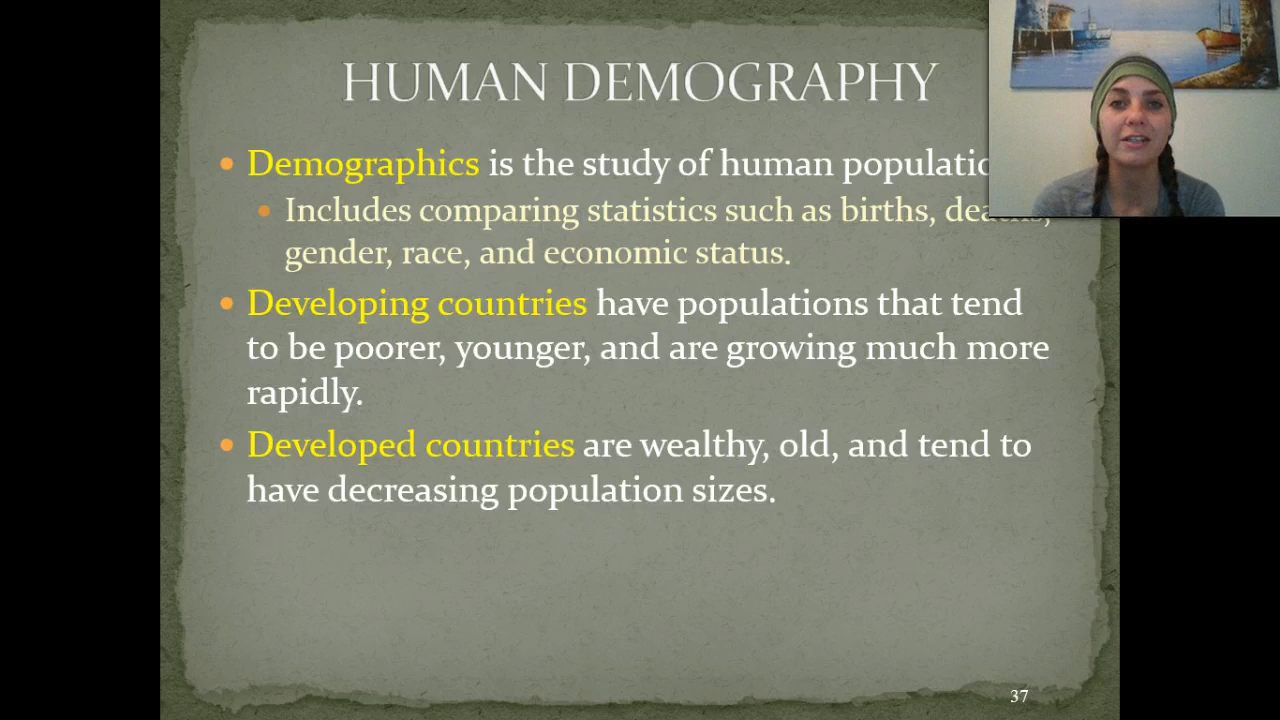 HUMAN DEMOGRAPHY
Demographics is the study of human
Includes comparing statistics such as births, deaths,
gender, race, and economic status.
Developing countries have populations that tend
to be poorer, younger, and are growing much more
rapidly.
Developed countries are wealthy, old, and tend to
have decreasing population sizes.
37